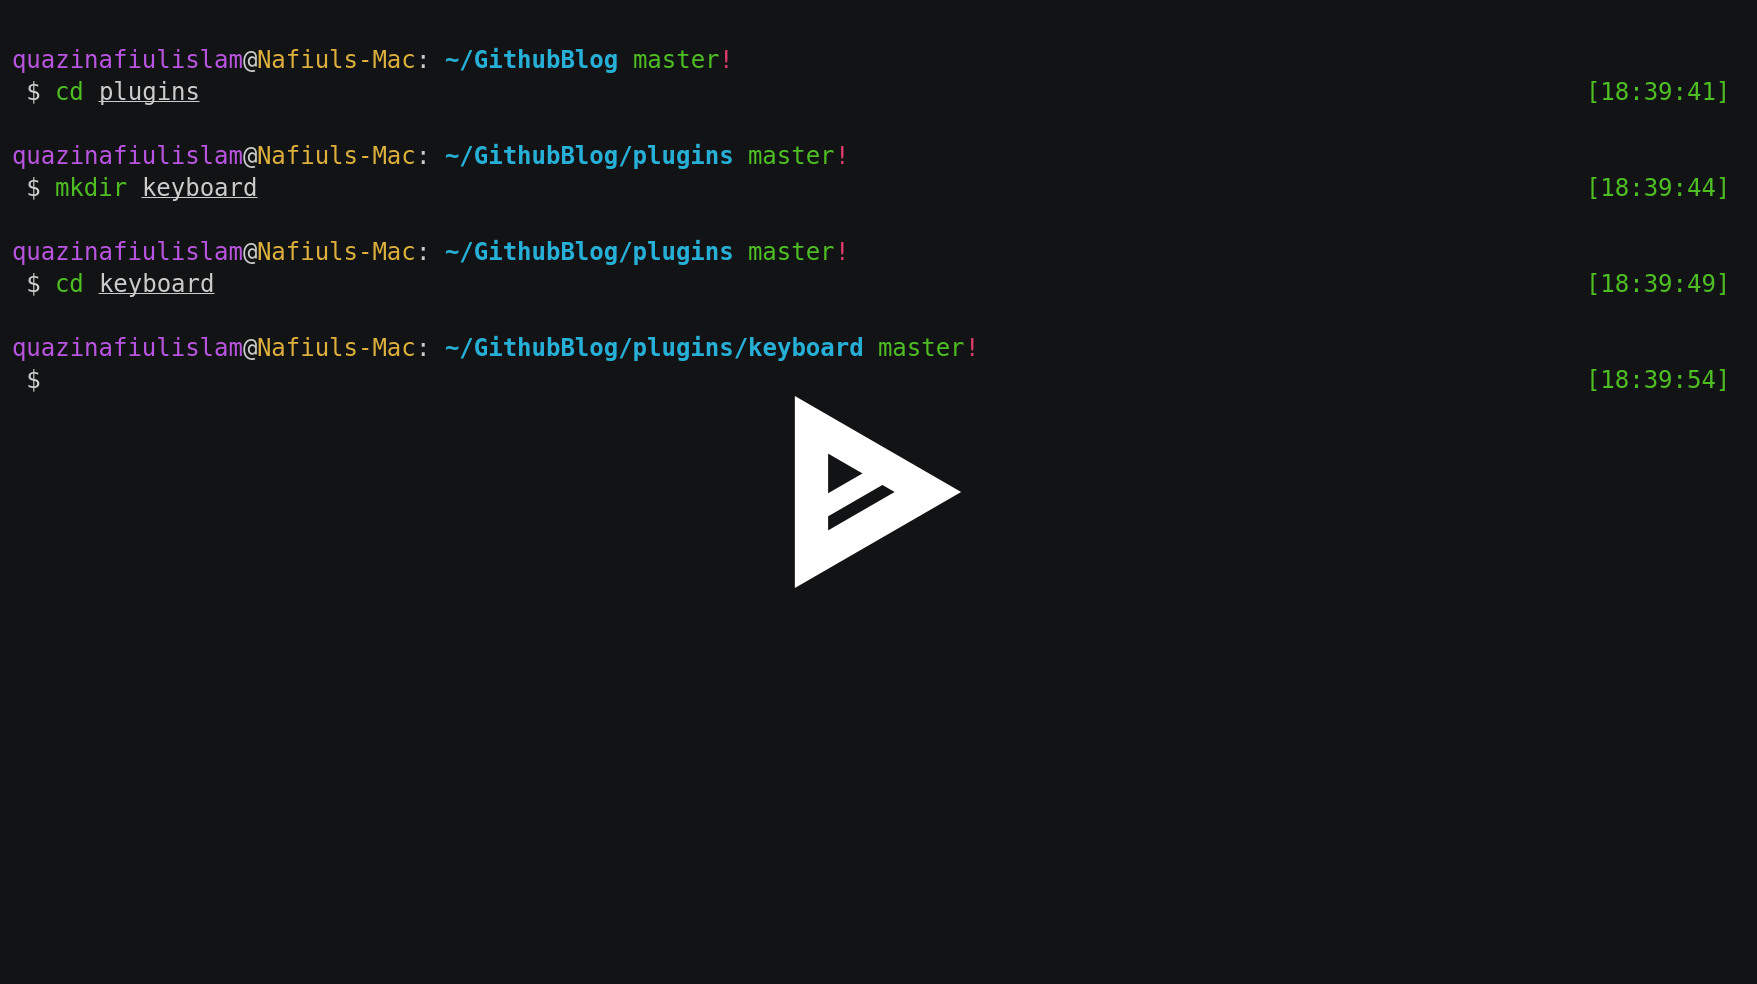 quazinafiulislam@Nafiuls-Mac: ~/GithubBlog master!
$ cd plugins [18:39:41]
quazinafiulislam@Nafiuls-Mac: ~/GithubBlog/plugins master!
$ mkdir keyboard [18:39:44]
quazinafiulislam@Nafiuls-Mac: ~/GithubBlog/plugins master!
$ cd keyboard [18:39:49]
quazinafiulislam@Nafiuls-Mac: ~/GithubBlog/plugins/keyboard master!
$ [18:39:54]